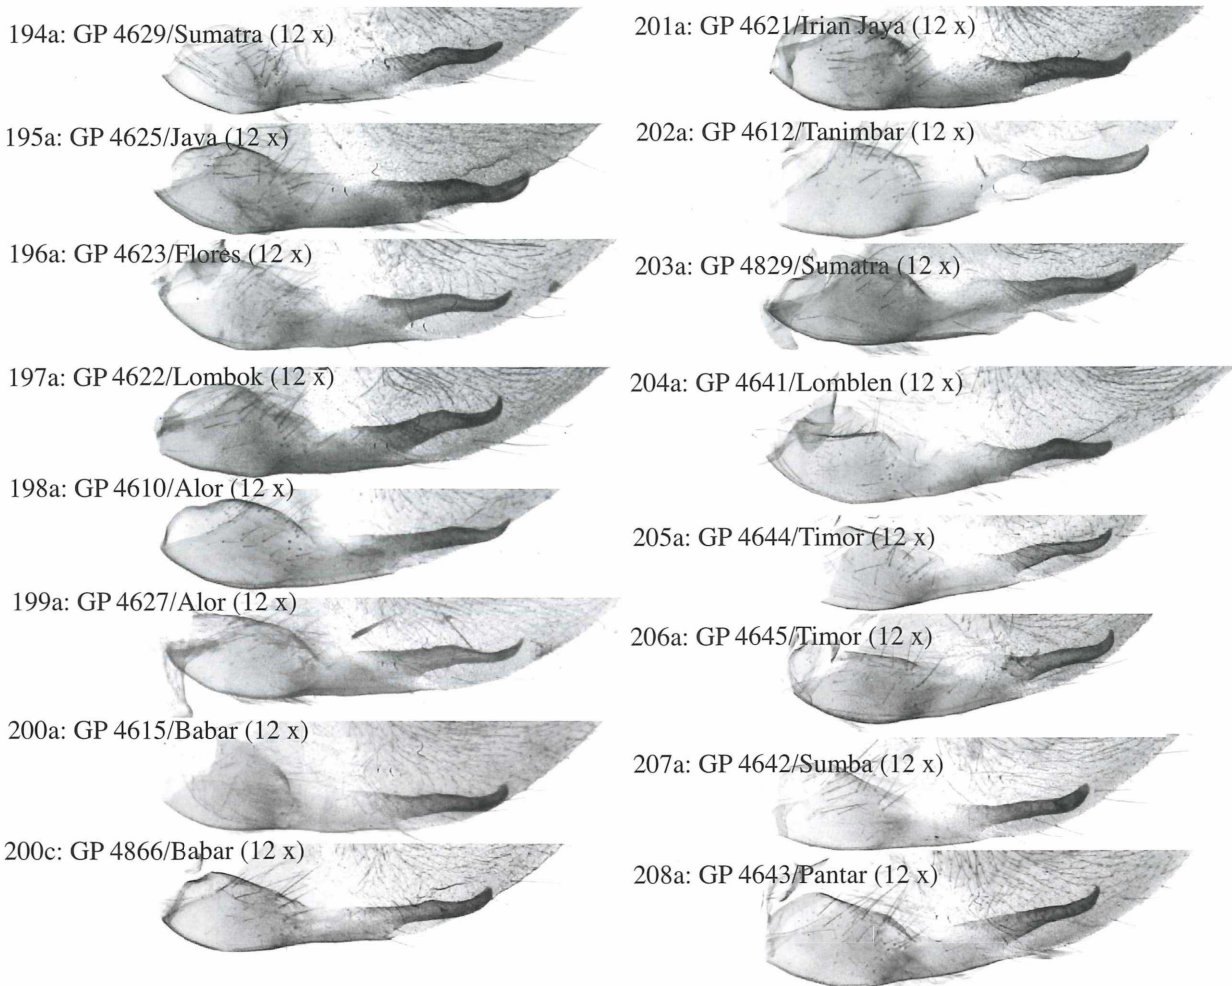 194a: GP 4629/Sumatra (12 x)
195a: GP 4625/Java (12 x)
196a: GP 4623/Flores (12 x)
197a: GP 4622/Lombok (12 x)
198a: GP 4610/Alor (12 x)
199a: GP 4627/Alor (12 x)
200a: GP 4615/Babar (12 x)
200c: GP 4866/Babar (12 x)
201a: GP 4621/Irian Jaya (12 x)
202a: GP 4612/Tanimbar (12 x)
203a: GP 4829/Sumatra (12 x)
204a: GP 4641/Lomblen (12 x)
205a: GP 4644/Timor (12 x)
206a: GP 4645/Timor (12 x)
207a: GP 4642/Sumba (12 x)
208a: GP 4643/Pantar (12 x)